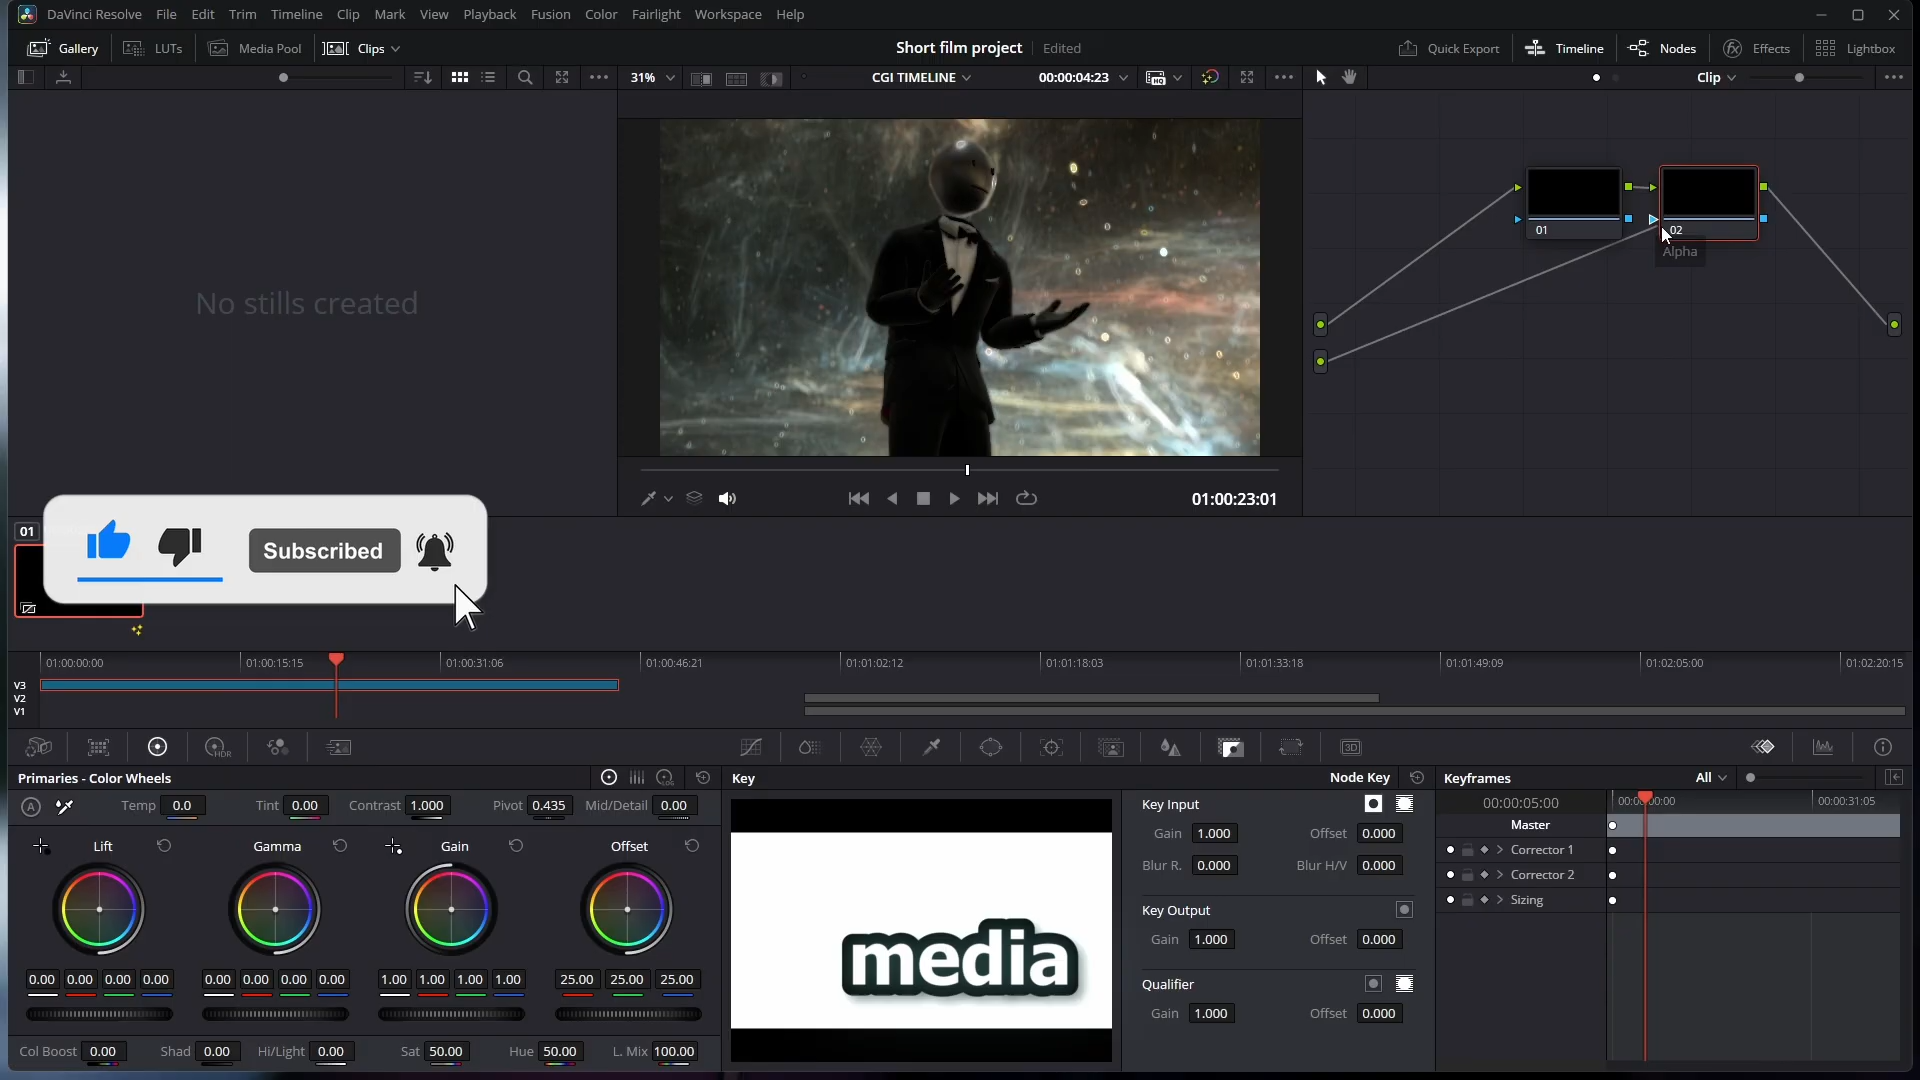 DaVinci Resolve File Edit Trim Timeline Clip Mark View Playback Fusion Color Fairlight Workspace Help
Gallery LUTs Media Pool Clips Short film project Edited Quick Export Timeline Nodes Effects Lightbox
31% CGI TIMELINE 00:00:04:23 HQ Clip
No stills created
01 02
Alpha
01:00:23:01
01
Subscribed
01:00:00:00 01:00:15:15 01:00:31:06 01:00:46:21 01:01:02:12 01:01:18:03 01:01:33:18 01:01:49:09 01:02:05:00 01:02:20:15
V3
V2
V1
HDR 3D
Primaries - Color Wheels LOG Key Node Key Keyframes All
A Temp 0.0 Tint 0.00 Contrast 1.000 Pivot 0.435 Mid/Detail 0.00
Lift Gamma Gain Offset
0.00 0.00 0.00 0.00 0.00 0.00 0.00 0.00 1.00 1.00 1.00 1.00 25.00 25.00 25.00
Col Boost 0.00 Shad 0.00 Hi/Light 0.00 Sat 50.00 Hue 50.00 L. Mix 100.00
media
Key Input
Gain 1.000 Offset 0.000
Blur R. 0.000 Blur H/V 0.000
Key Output
Gain 1.000 Offset 0.000
Qualifier
Gain 1.000 Offset 0.000
00:00:05:00 00:31:05
Master
Corrector 1
Corrector 2
Sizing